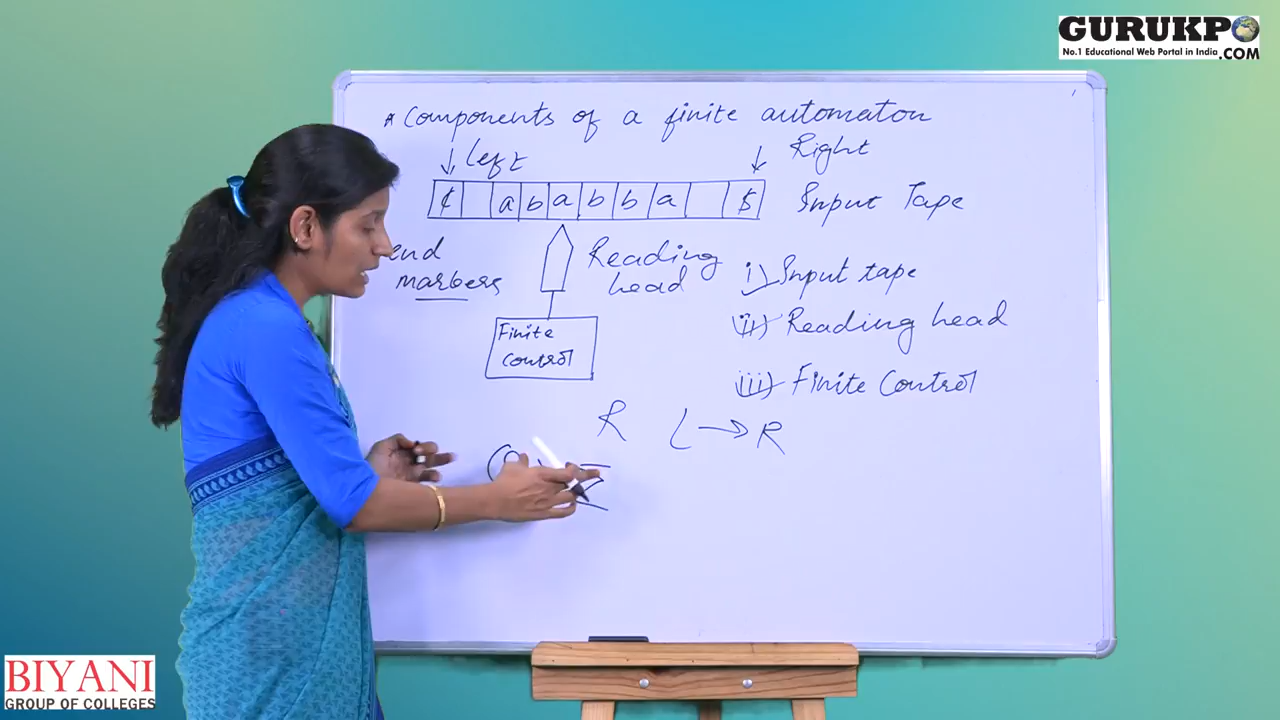 GURUKPO
No.1 Educational Web Portal in India .COM
* Components of a finite automaton
↓ Left ↓ Right
¢ a b a b b a $ Input Tape
end markers
Reading head
Finite control
i) Input tape
ii) Reading head
iii) Finite Control
R L → R
BIYANI
GROUP OF COLLEGES